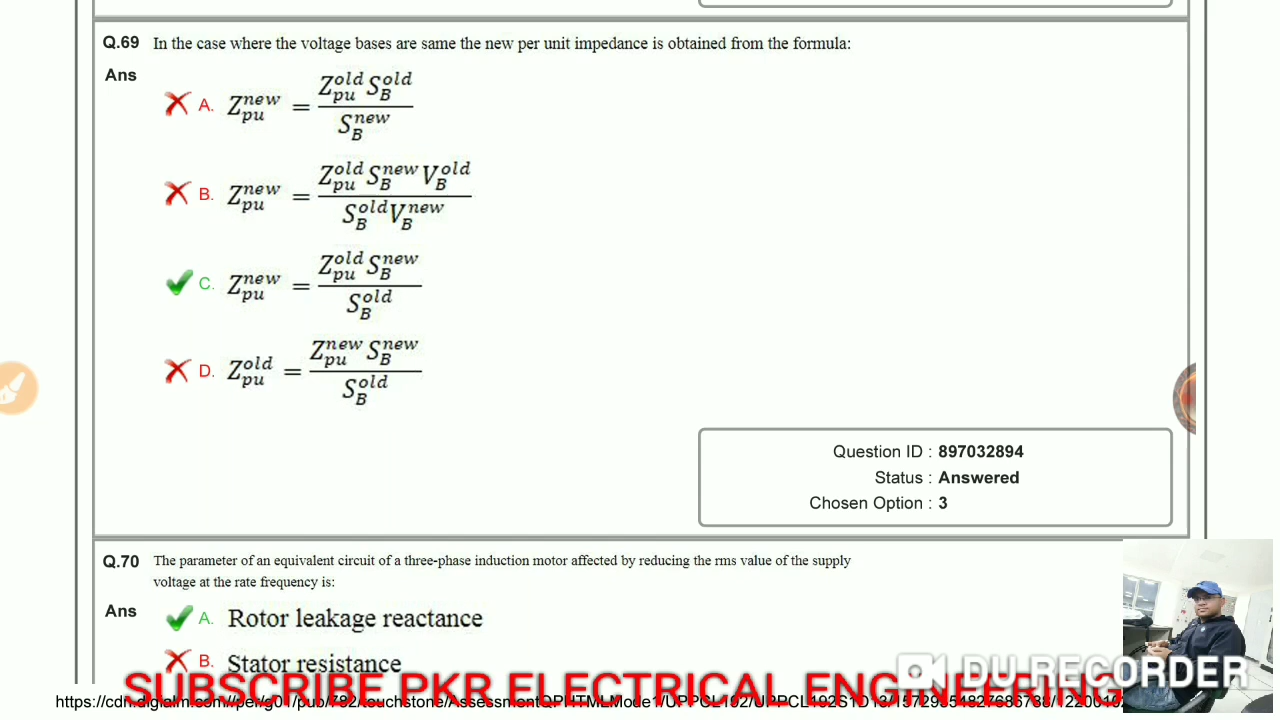 Q.69 In the case where the voltage bases are same the new per unit impedance is obtained from the formula:
Ans
A. Z_pu^new = (Z_pu^old S_B^old) / (S_B^new)
B. Z_pu^new = (Z_pu^old S_B^new V_B^old) / (S_B^old V_B^new)
C. Z_pu^new = (Z_pu^old S_B^new) / (S_B^old)
D. Z_pu^old = (Z_pu^new S_B^new) / (S_B^old)
Question ID : 897032894
Status : Answered
Chosen Option : 3
Q.70 The parameter of an equivalent circuit of a three-phase induction motor affected by reducing the rms value of the supply
voltage at the rate frequency is:
Ans
A. Rotor leakage reactance
B. Stator resistance
DU RECORDER
SUBSCRIBE PKR ELECTRICAL ENGINEERING